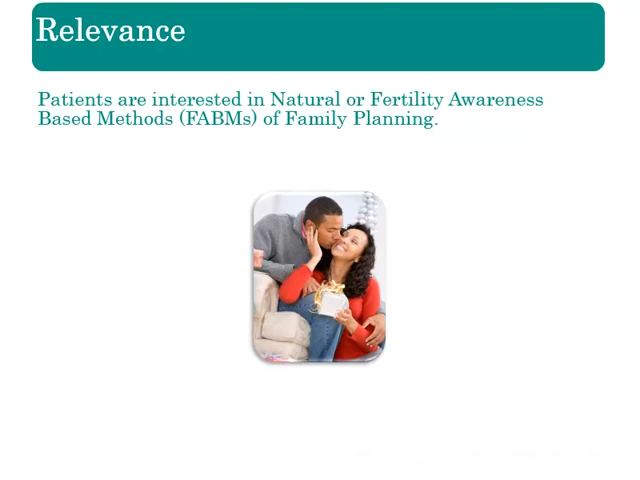 Relevance
Patients are interested in Natural or Fertility Awareness
Based Methods (FABMs) of Family Planning.